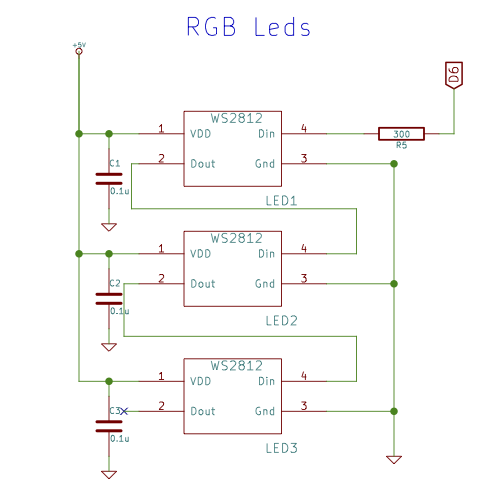 RGB Leds
+5V
D6
WS2812
1 VDD Din 4
300
R5
2 Dout Gnd 3
C1
0.1u
LED1
WS2812
1 VDD Din 4
2 Dout Gnd 3
C2
0.1u
LED2
WS2812
1 VDD Din 4
2 Dout Gnd 3
C3
0.1u
LED3